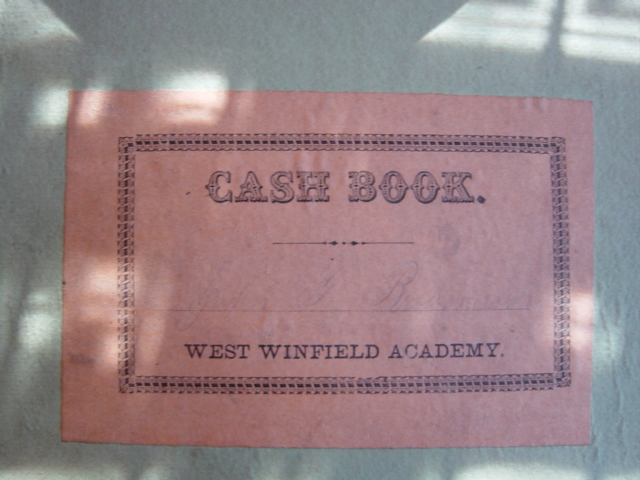 CASH BOOK.
WEST WINFIELD ACADEMY.